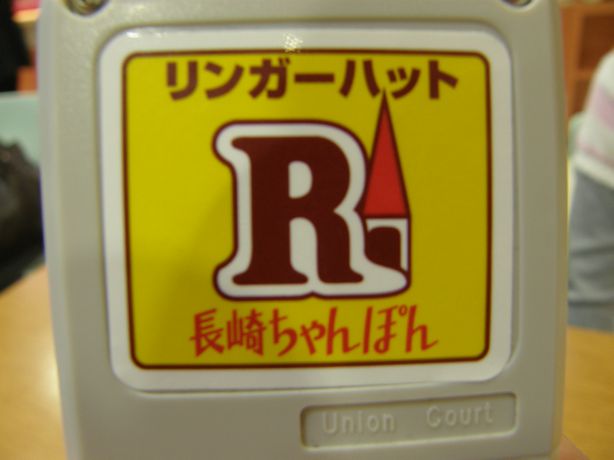 リンガーハット
R
長崎ちゃんぽん
Union Court